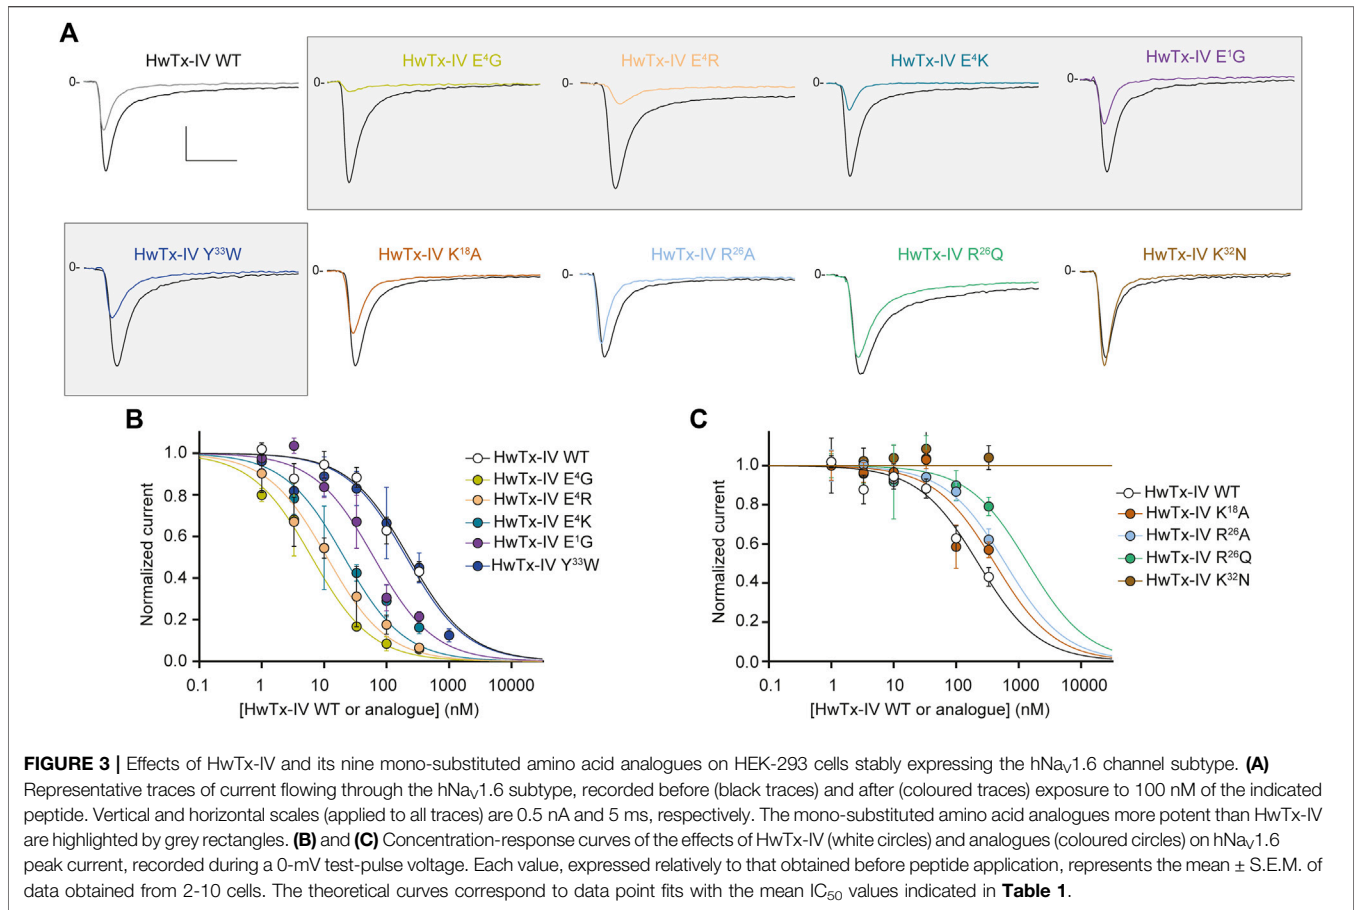 A
HwTx-IV WT
HwTx-IV E⁴G
HwTx-IV E⁴R
HwTx-IV E⁴K
HwTx-IV E¹G
0-
0-
0-
0-
0-
HwTx-IV Y³³W
HwTx-IV K¹⁸A
HwTx-IV R²⁶A
HwTx-IV R²⁶Q
HwTx-IV K³²N
0-
0-
0-
0-
0-
B
1.0
0.8
0.6
0.4
0.2
0.0
Normalized current
0.1 1 10 100 1000 10000
[HwTx-IV WT or analogue] (nM)
HwTx-IV WT
HwTx-IV E⁴G
HwTx-IV E⁴R
HwTx-IV E⁴K
HwTx-IV E¹G
HwTx-IV Y³³W
C
1.0
0.8
0.6
0.4
0.2
0.0
Normalized current
0.1 1 10 100 1000 10000
[HwTx-IV WT or analogue] (nM)
HwTx-IV WT
HwTx-IV K¹⁸A
HwTx-IV R²⁶A
HwTx-IV R²⁶Q
HwTx-IV K³²N
FIGURE 3 | Effects of HwTx-IV and its nine mono-substituted amino acid analogues on HEK-293 cells stably expressing the hNaᵥ1.6 channel subtype. (A)
Representative traces of current flowing through the hNaᵥ1.6 subtype, recorded before (black traces) and after (coloured traces) exposure to 100 nM of the indicated
peptide. Vertical and horizontal scales (applied to all traces) are 0.5 nA and 5 ms, respectively. The mono-substituted amino acid analogues more potent than HwTx-IV
are highlighted by grey rectangles. (B) and (C) Concentration-response curves of the effects of HwTx-IV (white circles) and analogues (coloured circles) on hNaᵥ1.6
peak current, recorded during a 0-mV test-pulse voltage. Each value, expressed relatively to that obtained before peptide application, represents the mean ± S.E.M. of
data obtained from 2-10 cells. The theoretical curves correspond to data point fits with the mean IC₅₀ values indicated in Table 1.